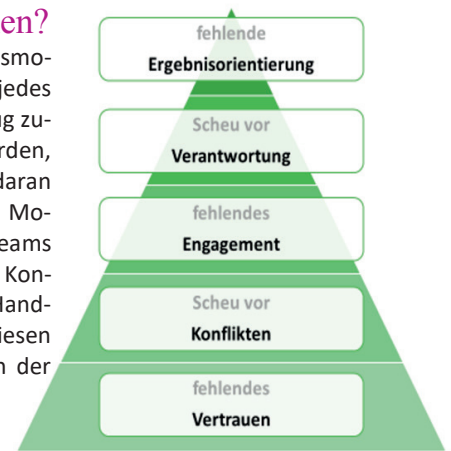 en?
smo-
jedes
g zu-
rden,
daran
Mo-
eams
Kon-
Hand-
iesen
n der
fehlende
Ergebnisorientierung
Scheu vor
Verantwortung
fehlendes
Engagement
Scheu vor
Konflikten
fehlendes
Vertrauen